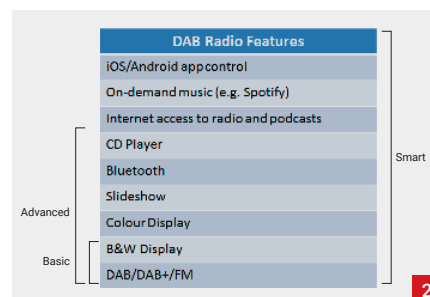 DAB Radio Features
iOS/Android app control
On-demand music (e.g. Spotify)
Internet access to radio and podcasts
CD Player
Bluetooth
Slideshow
Colour Display
B&W Display
DAB/DAB+/FM
Advanced
Basic
Smart
2